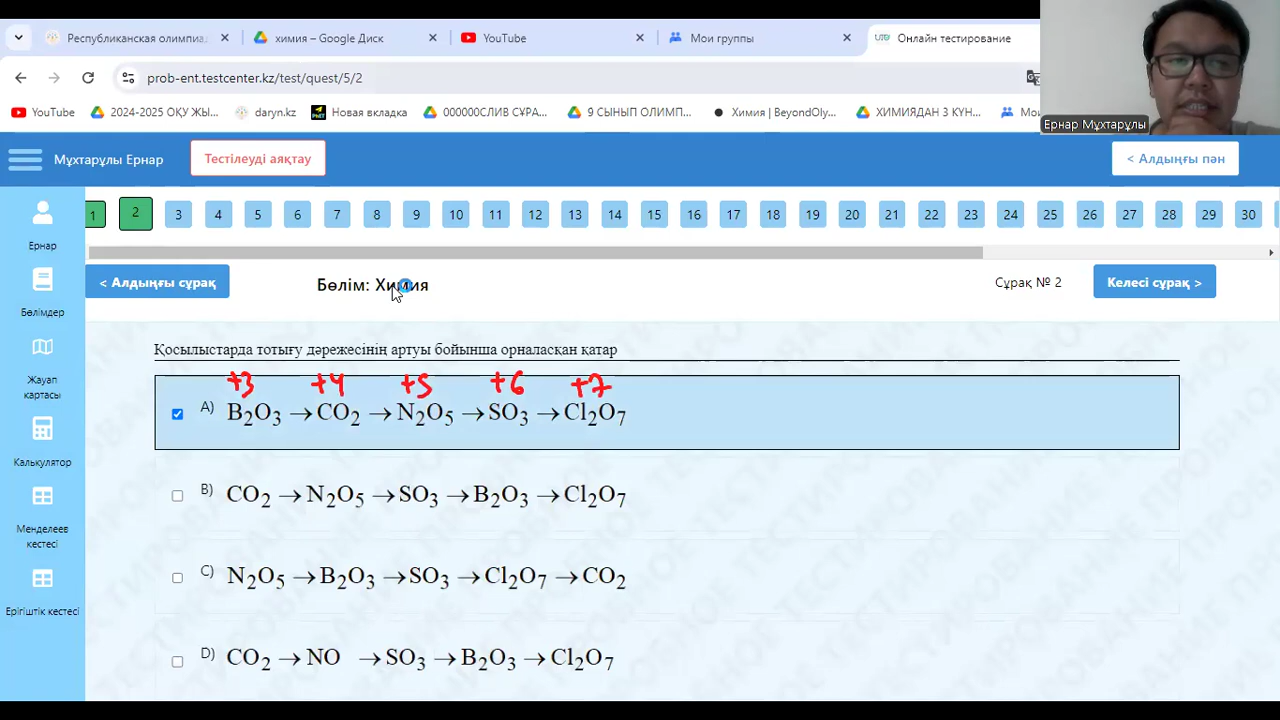 Республиканская олимпиад
химия – Google Диск
YouTube
Мои группы
Онлайн тестирование
prob-ent.testcenter.kz/test/quest/5/2
YouTube
2024-2025 ОҚУ ЖЫ...
daryn.kz
Новая вкладка
000000СЛИВ СҰРА...
9 СЫНЫП ОЛИМП...
Химия | BeyondOly...
ХИМИЯДАН 3 КҮН...
Ернар Мұхтарұлы
Мұхтарұлы Ернар
Тестілеуді аяқтау
< Алдыңғы пән
1 2 3 4 5 6 7 8 9 10 11 12 13 14 15 16 17 18 19 20 21 22 23 24 25 26 27 28 29 30
Ернар
Бөлімдер
Жауап
картасы
Калькулятор
Менделеев
кестесі
Ерігіштік кестесі
< Алдыңғы сұрақ
Бөлім: Химия
Сұрақ № 2
Келесі сұрақ >
Қосылыстарда тотығу дәрежесінің артуы бойынша орналасқан қатар
+3 +4 +5 +6 +7
A) B₂O₃ → CO₂ → N₂O₅ → SO₃ → Cl₂O₇
B) CO₂ → N₂O₅ → SO₃ → B₂O₃ → Cl₂O₇
C) N₂O₅ → B₂O₃ → SO₃ → Cl₂O₇ → CO₂
D) CO₂ → NO → SO₃ → B₂O₃ → Cl₂O₇